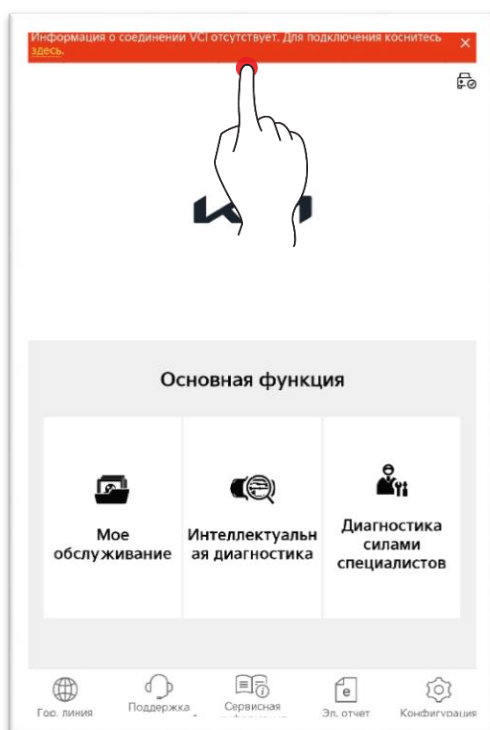 Информация о соединении VCI отсутствует. Для подключения коснитесь
здесь.
Основная функция
Мое
обслуживание
Интеллектуальн
ая диагностика
Диагностика
силами
специалистов
Гор. линия
Поддержка
Сервисная
Эл. отчет
Конфигурация